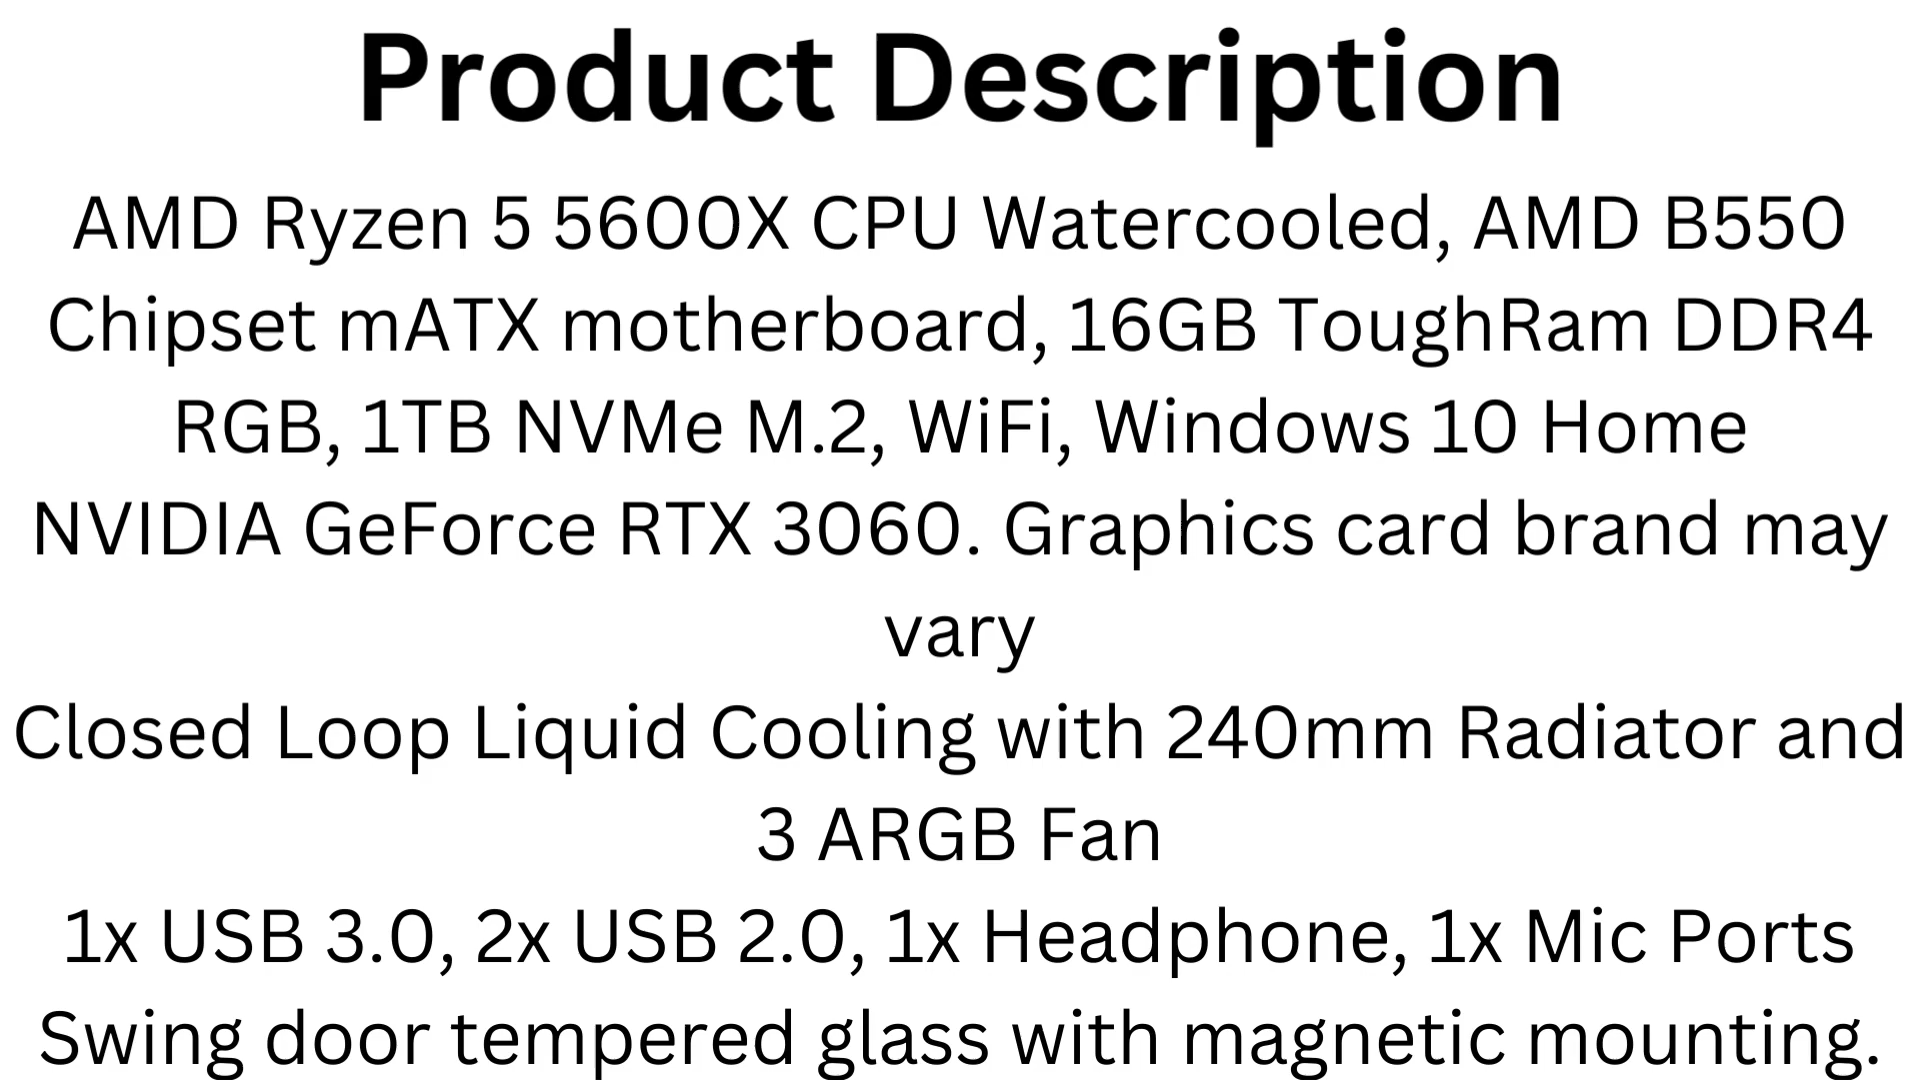 Product Description
AMD Ryzen 5 5600X CPU Watercooled, AMD B550
Chipset mATX motherboard, 16GB ToughRam DDR4
RGB, 1TB NVMe M.2, WiFi, Windows 10 Home
NVIDIA GeForce RTX 3060. Graphics card brand may
vary
Closed Loop Liquid Cooling with 240mm Radiator and
3 ARGB Fan
1x USB 3.0, 2x USB 2.0, 1x Headphone, 1x Mic Ports
Swing door tempered glass with magnetic mounting.